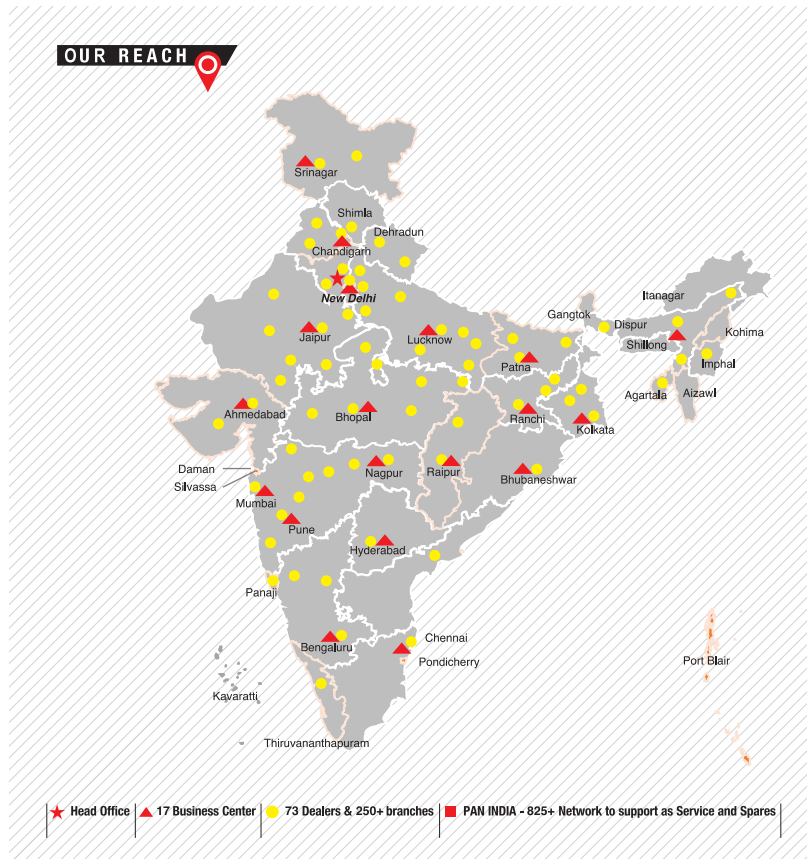 OUR REACH
Srinagar
Shimla
Dehradun
Chandigarh
New Delhi
Itanagar
Gangtok
Dispur
Kohima
Jaipur
Lucknow
Shillong
Patna
Imphal
Agartala
Aizawl
Ahmedabad
Bhopal
Ranchi
Kolkata
Daman
Silvassa
Nagpur
Raipur
Bhubaneshwar
Mumbai
Pune
Hyderabad
Panaji
Chennai
Bengaluru
Pondicherry
Port Blair
Kavaratti
Thiruvananthapuram
Head Office
17 Business Center
73 Dealers & 250+ branches
PAN INDIA - 825+ Network to support as Service and Spares